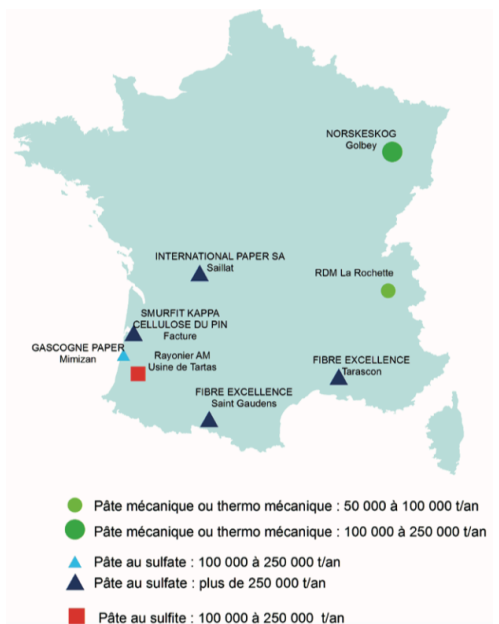 NORSKESKOG
Golbey
INTERNATIONAL PAPER SA
Saillat
RDM La Rochette
SMURFIT KAPPA
CELLULOSE DU PIN
Facture
GASCOGNE PAPER
Mimizan
Rayonier AM
Usine de Tartas
FIBRE EXCELLENCE
Tarascon
FIBRE EXCELLENCE
Saint Gaudens
Pâte mécanique ou thermo mécanique : 50 000 à 100 000 t/an
Pâte mécanique ou thermo mécanique : 100 000 à 250 000 t/an
Pâte au sulfate : 100 000 à 250 000 t/an
Pâte au sulfate : plus de 250 000 t/an
Pâte au sulfite : 100 000 à 250 000 t/an